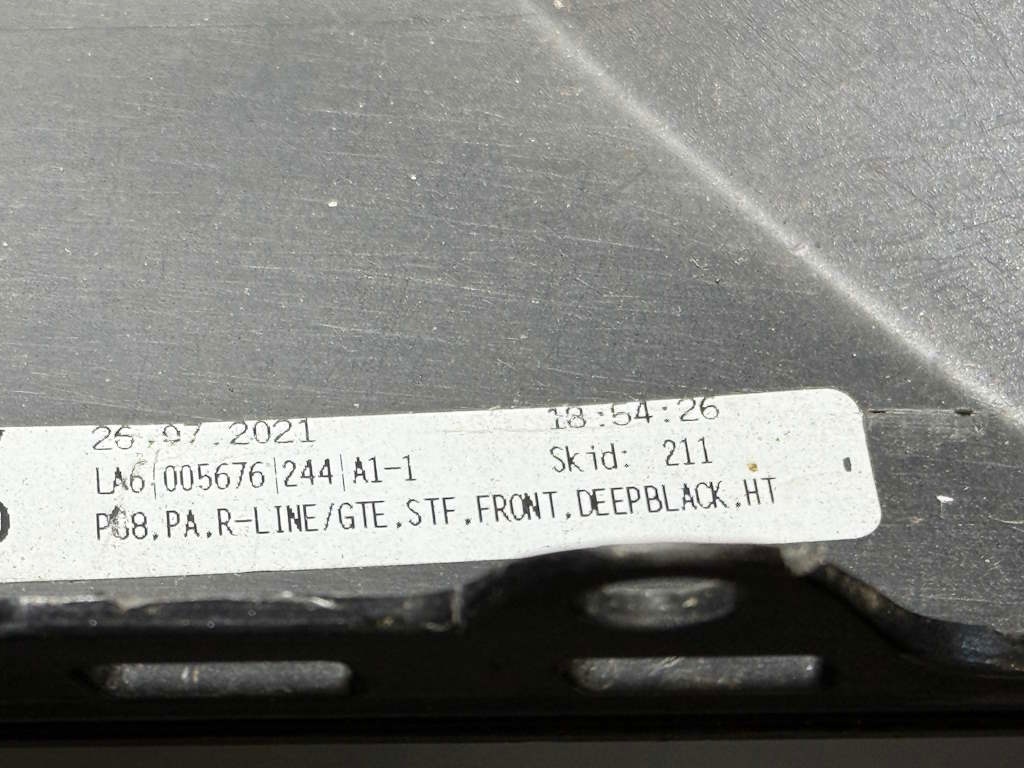 26.07.2021 18:54:26
LA6|005676|244|A1-1 Skid: 211
PA.R-LINE/GTE.STF.FRONT.DEEPBLACK.HT